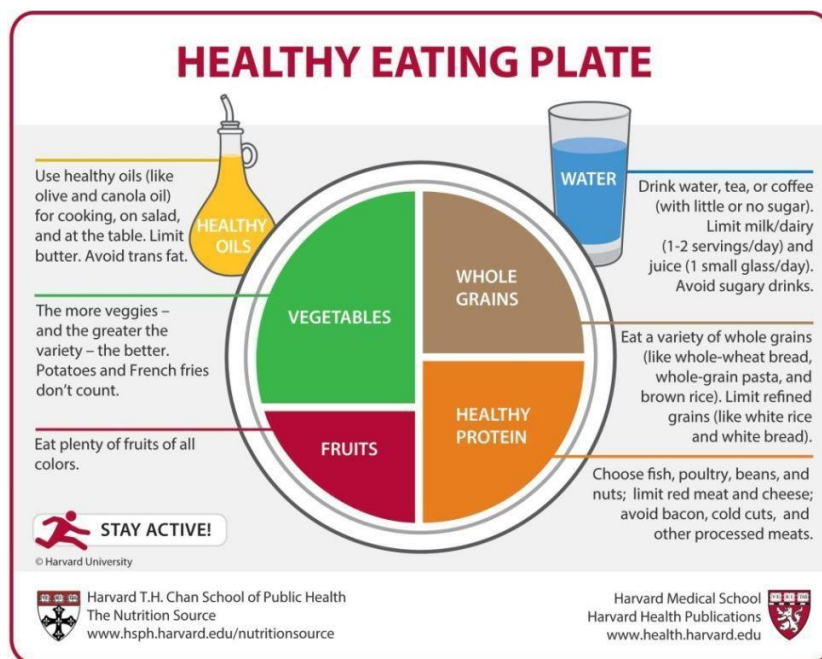 HEALTHY EATING PLATE
Use healthy oils (like
olive and canola oil)
for cooking, on salad,
and at the table. Limit
butter. Avoid trans fat.
HEALTHY
OILS
The more veggies –
and the greater the
variety – the better.
Potatoes and French fries
don’t count.
Eat plenty of fruits of all
colors.
VEGETABLES
FRUITS
WHOLE
GRAINS
HEALTHY
PROTEIN
WATER
Drink water, tea, or coffee
(with little or no sugar).
Limit milk/dairy
(1-2 servings/day) and
juice (1 small glass/day).
Avoid sugary drinks.
Eat a variety of whole grains
(like whole-wheat bread,
whole-grain pasta, and
brown rice). Limit refined
grains (like white rice
and white bread).
Choose fish, poultry, beans, and
nuts; limit red meat and cheese;
avoid bacon, cold cuts, and
other processed meats.
STAY ACTIVE!
© Harvard University
Harvard T.H. Chan School of Public Health
The Nutrition Source
www.hsph.harvard.edu/nutritionsource
Harvard Medical School
Harvard Health Publications
www.health.harvard.edu